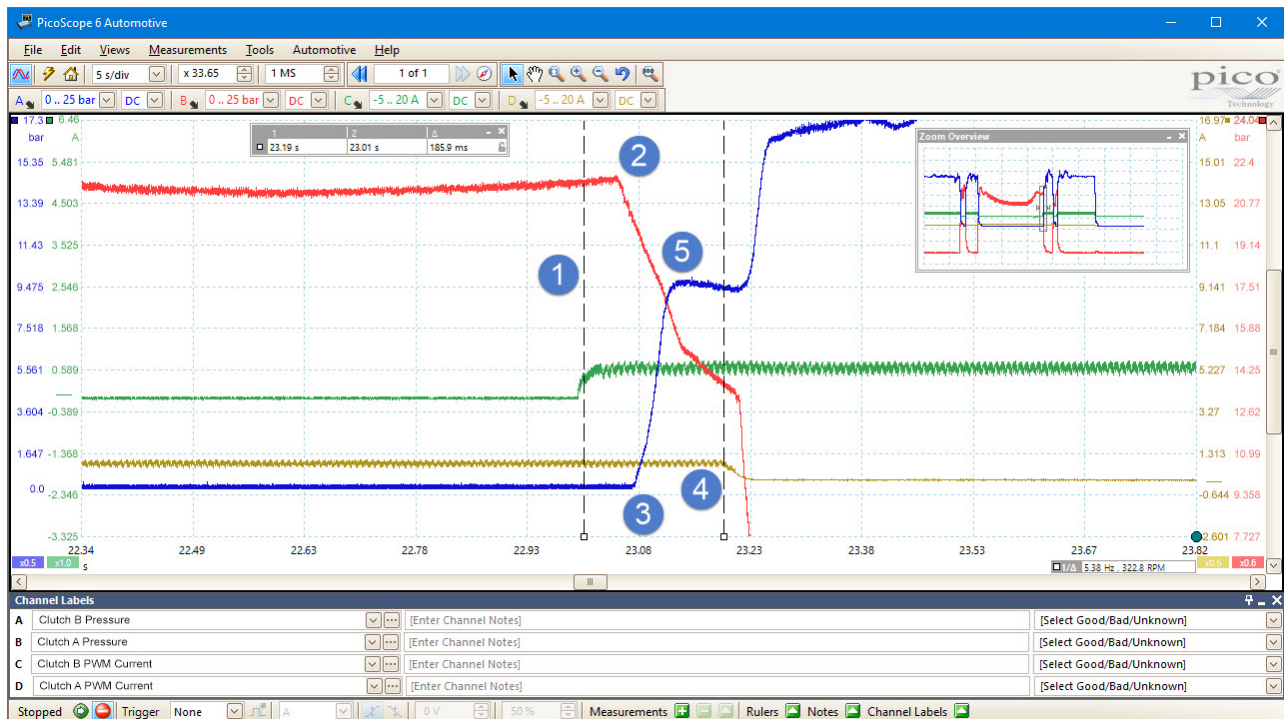 PicoScope 6 Automotive
File Edit Views Measurements Tools Automotive Help
5 s/div x 33.65 1 MS 1 of 1
pico
Technology
A 0 .. 25 bar DC B 0 .. 25 bar DC C -5 .. 20 A DC D -5 .. 20 A DC
17.3 6.46 16.97 24.04
bar A A bar
1 2 Δ
23.19 s 23.01 s 185.9 ms
Zoom Overview
15.35 5.481 15.01 22.4
13.39 4.503 13.05 20.77
11.43 3.525 11.1 19.14
9.475 2.546 9.141 17.51
7.518 1.568 7.184 15.88
5.561 0.589 5.227 14.25
3.604 -0.389 3.27 12.62
1.647 -1.368 1.313 10.99
0.0 -2.346 -0.644 9.358
-3.325 -2.601 7.727
1
2
3
4
5
22.34 22.49 22.63 22.78 22.93 23.08 23.23 23.38 23.53 23.67 23.82
x0.5 x1.0 s 1/Δ 5.38 Hz , 322.8 RPM x0.6 x0.6
Channel Labels
A Clutch B Pressure [Enter Channel Notes] [Select Good/Bad/Unknown]
B Clutch A Pressure [Enter Channel Notes] [Select Good/Bad/Unknown]
C Clutch B PWM Current [Enter Channel Notes] [Select Good/Bad/Unknown]
D Clutch A PWM Current [Enter Channel Notes] [Select Good/Bad/Unknown]
Stopped Trigger None A 0 V 50 % Measurements Rulers Notes Channel Labels